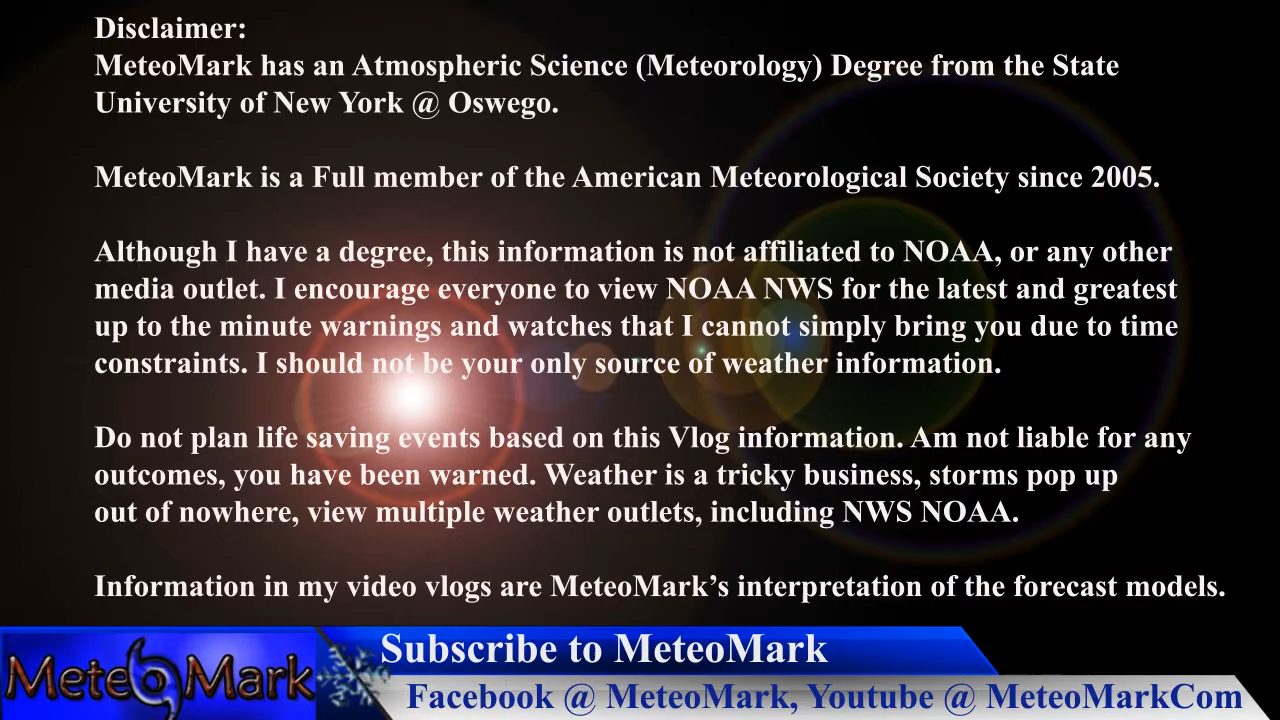 Disclaimer:
MeteoMark has an Atmospheric Science (Meteorology) Degree from the State
University of New York @ Oswego.
MeteoMark is a Full member of the American Meteorological Society since 2005.
Although I have a degree, this information is not affiliated to NOAA, or any other
media outlet. I encourage everyone to view NOAA NWS for the latest and greatest
up to the minute warnings and watches that I cannot simply bring you due to time
constraints. I should not be your only source of weather information.
Do not plan life saving events based on this Vlog information. Am not liable for any
outcomes, you have been warned. Weather is a tricky business, storms pop up
out of nowhere, view multiple weather outlets, including NWS NOAA.
Information in my video vlogs are MeteoMark’s interpretation of the forecast models.
Subscribe to MeteoMark
MeteoMark
Facebook @ MeteoMark, Youtube @ MeteoMarkCom